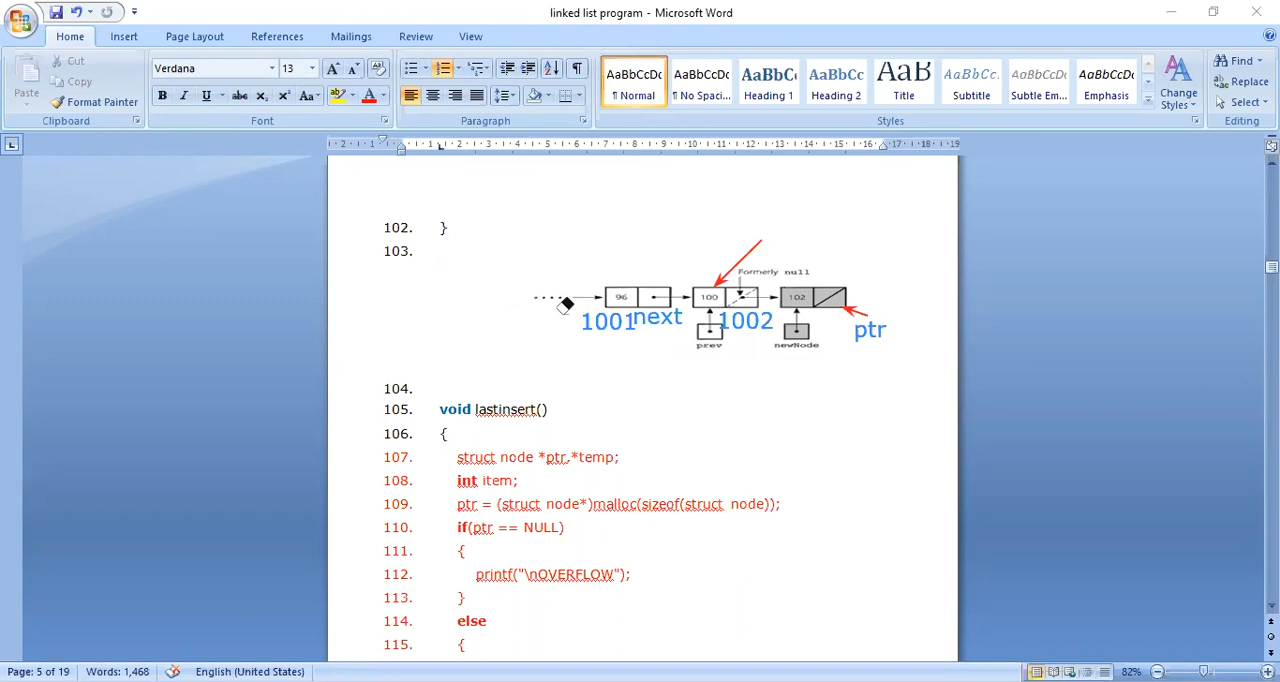 linked list program - Microsoft Word
Home Insert Page Layout References Mailings Review View
Cut
Copy
Format Painter
Paste
Clipboard
Verdana 13
Font
Paragraph
AaBbCcDc AaBbCcDc AaBbC AaBbCc AaB AaBbCc. AaBbCcDc AaBbCcDc
¶ Normal ¶ No Spaci... Heading 1 Heading 2 Title Subtitle Subtle Em... Emphasis
Change Styles
Styles
Find
Replace
Select
Editing
102. }
103.
Formerly null
96 100 102
1001 next 1002 ptr
prev newNode
104.
105. void lastinsert()
106. {
107. struct node *ptr,*temp;
108. int item;
109. ptr = (struct node*)malloc(sizeof(struct node));
110. if(ptr == NULL)
111. {
112. printf("\nOVERFLOW");
113. }
114. else
115. {
Page: 5 of 19 Words: 1,468 English (United States) 82%